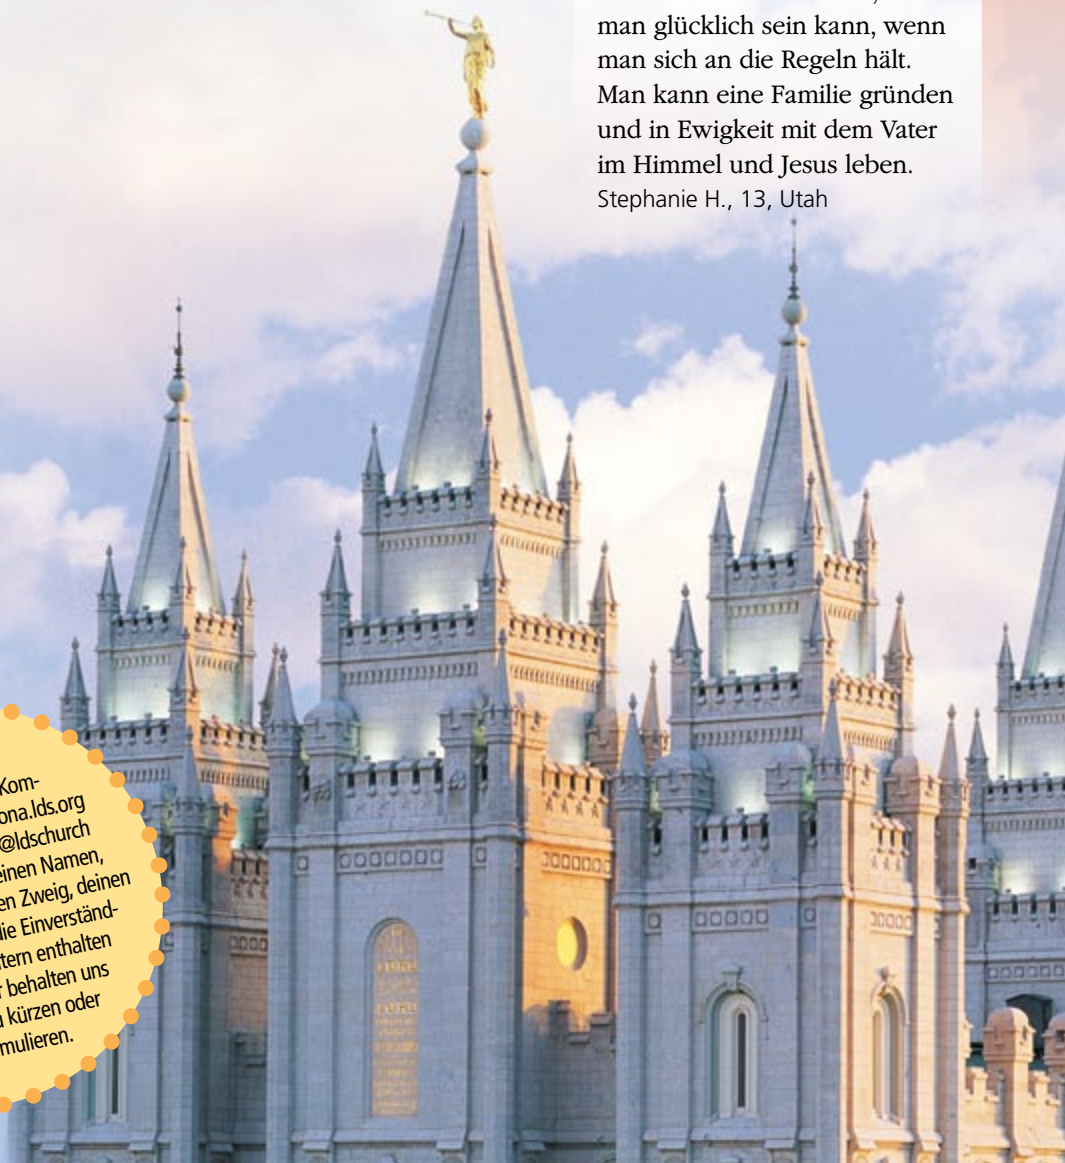 man glücklich sein kann, wenn
man sich an die Regeln hält.
Man kann eine Familie gründen
und in Ewigkeit mit dem Vater
im Himmel und Jesus leben.
Stephanie H., 13, Utah
Kom-
ona.lds.org
@ldschurch
einen Namen,
en Zweig, deinen
die Einverständ-
tern enthalten
r behalten uns
kürzen oder
mulieren.